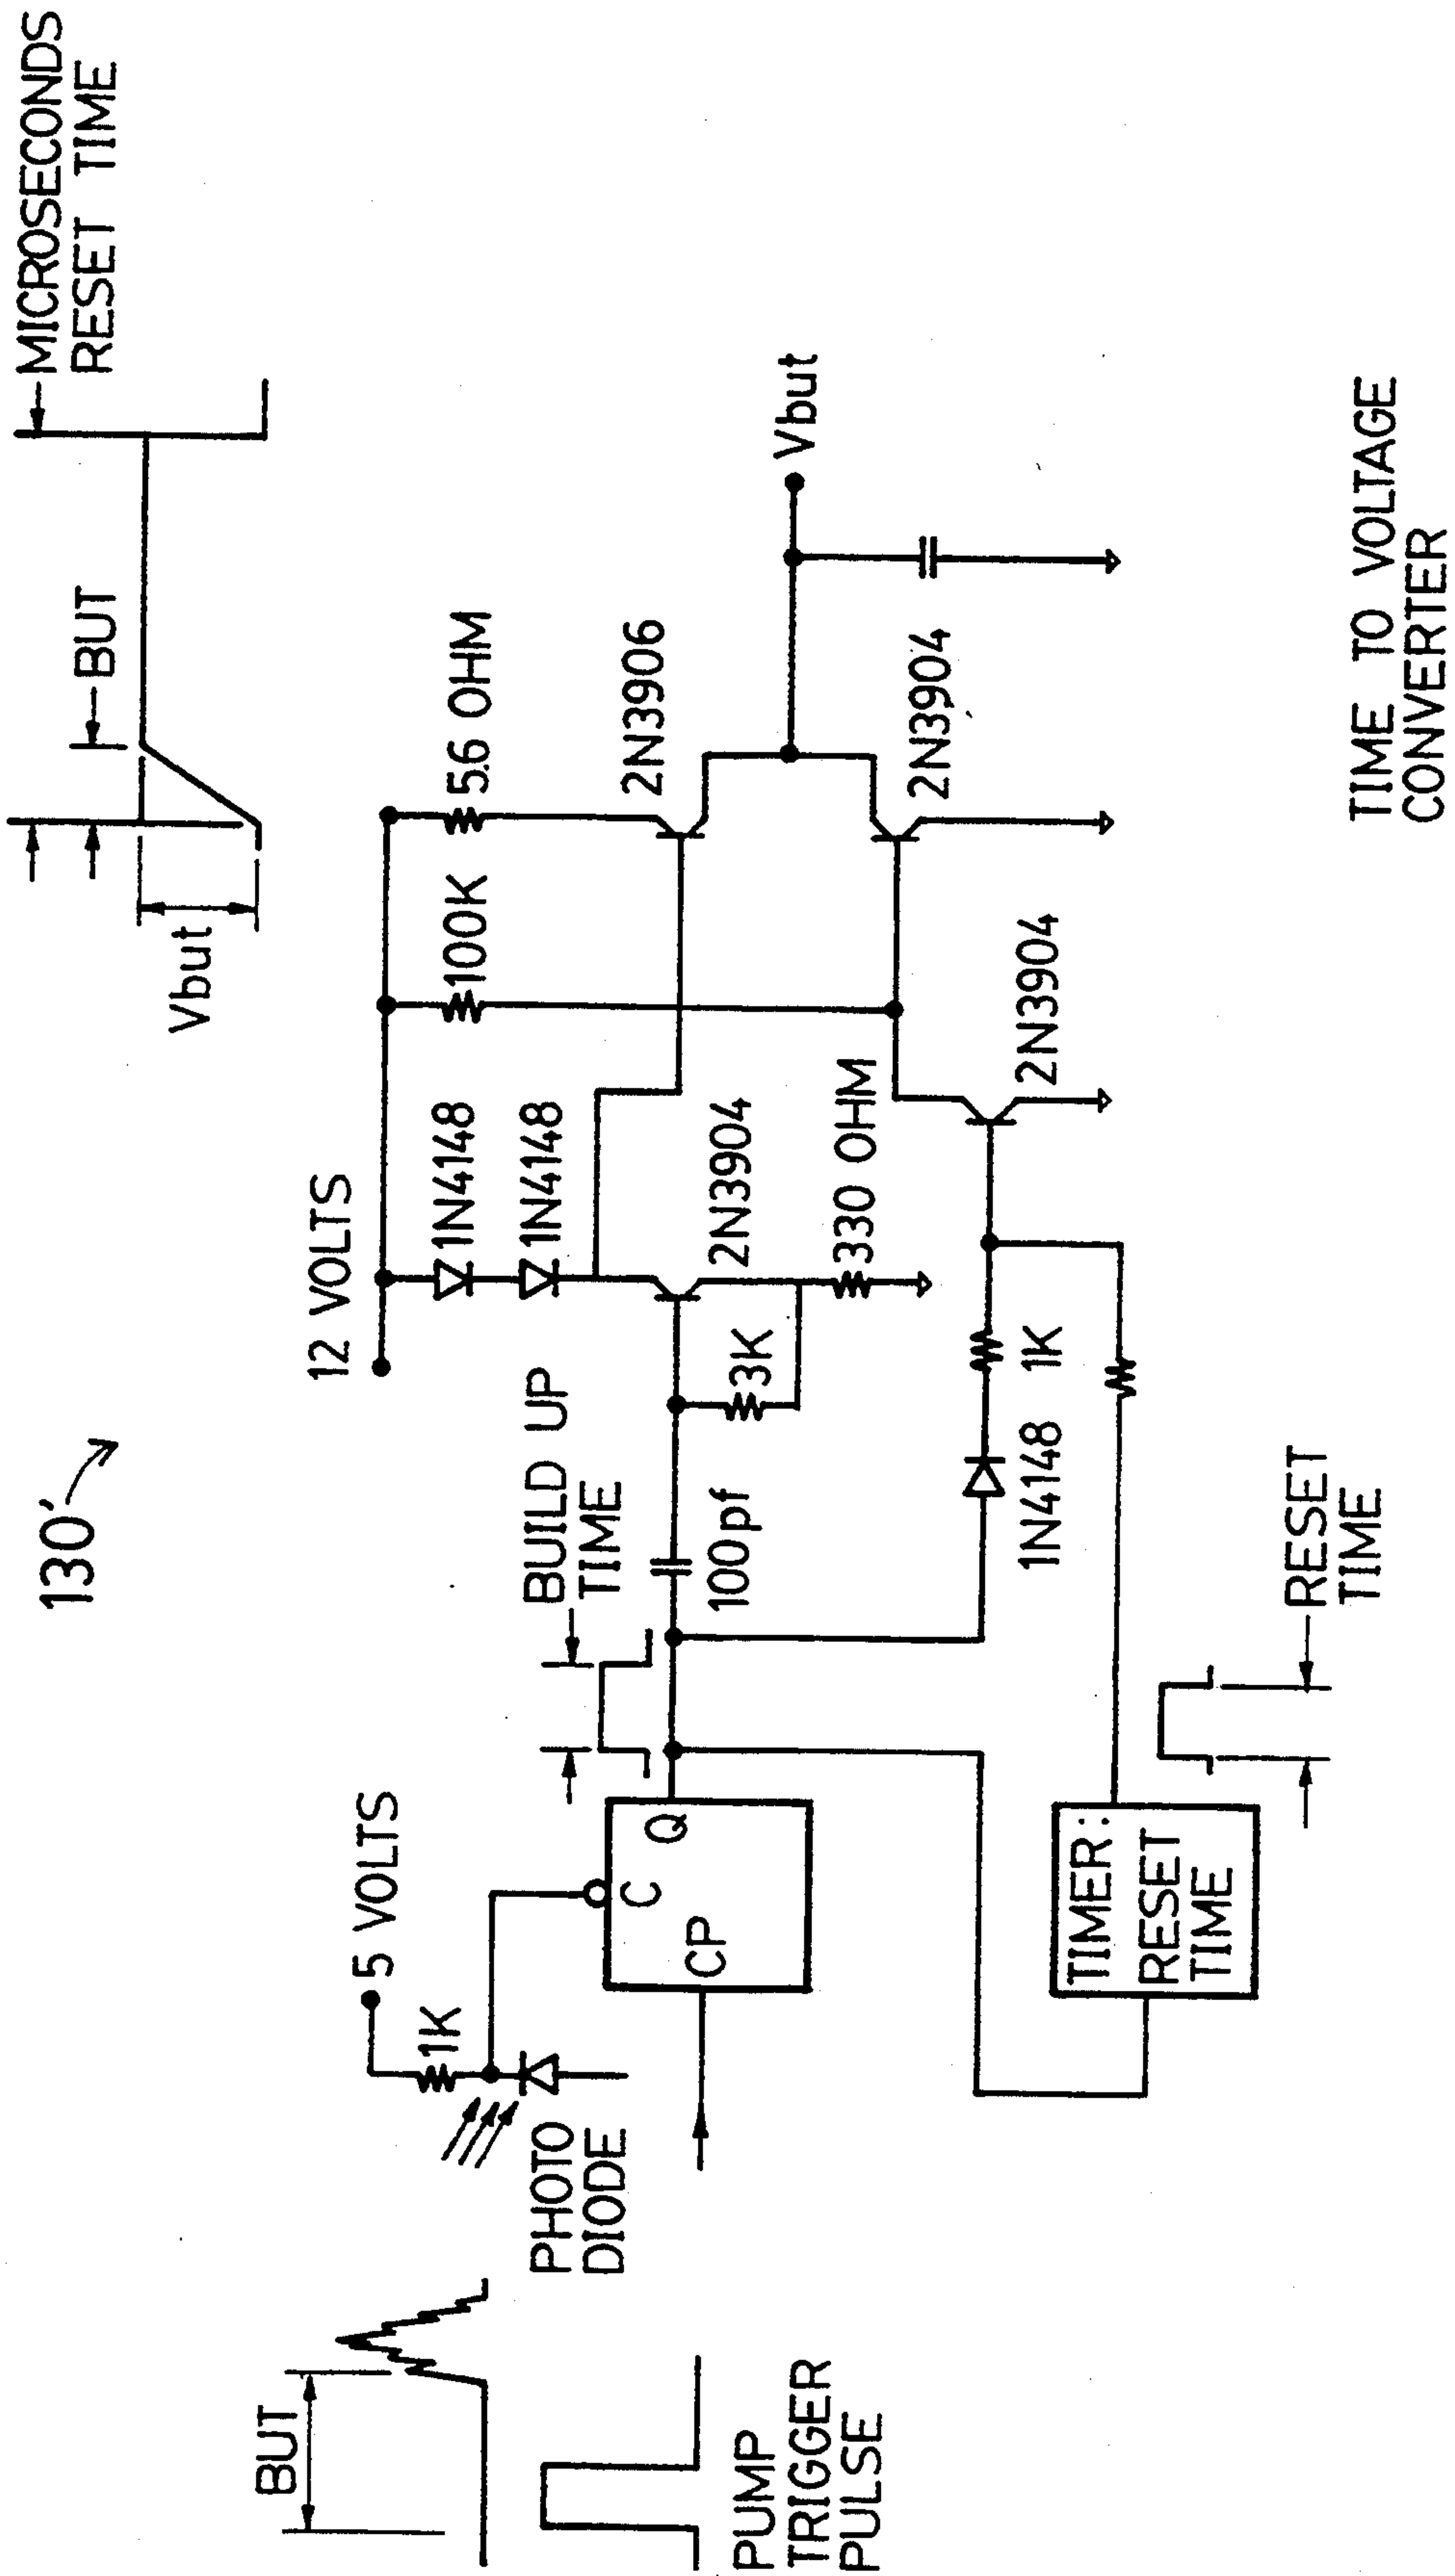 130'
MICROSECONDS
RESET TIME
BUT
Vbut
12 VOLTS
1N4148
1N4148
100K
5.6 OHM
2N3906
2N3904
Vbut
BUILD UP
TIME
100pf
3K
2N3904
330 OHM
1N4148
1K
2N3904
5 VOLTS
1K
PHOTO
DIODE
C
Q
CP
BUT
PUMP
TRIGGER
PULSE
TIMER:
RESET
TIME
RESET
TIME
TIME TO VOLTAGE
CONVERTER